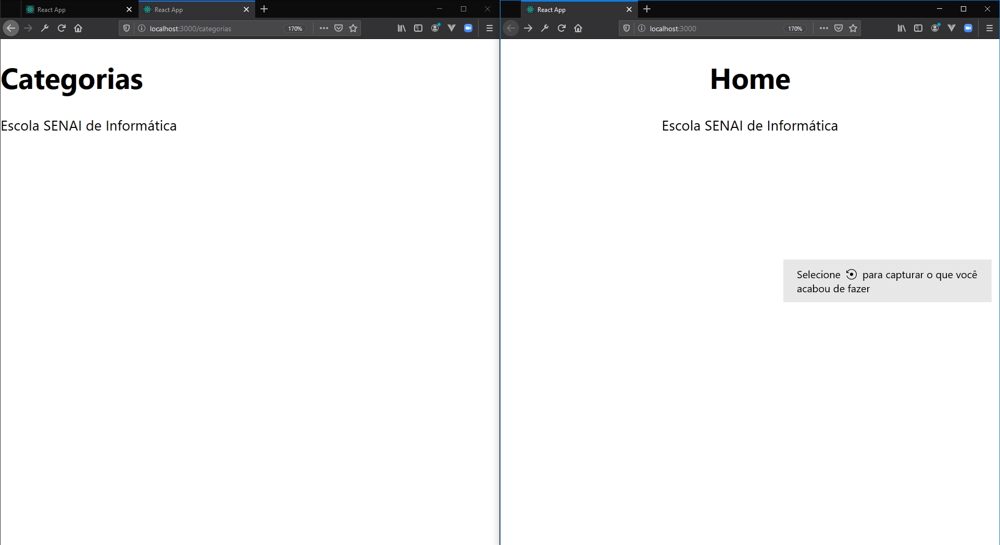 React App
React App
localhost:3000/categorias
170%
Categorias
Escola SENAI de Informática
React App
localhost:3000
170%
Home
Escola SENAI de Informática
Selecione para capturar o que você
acabou de fazer